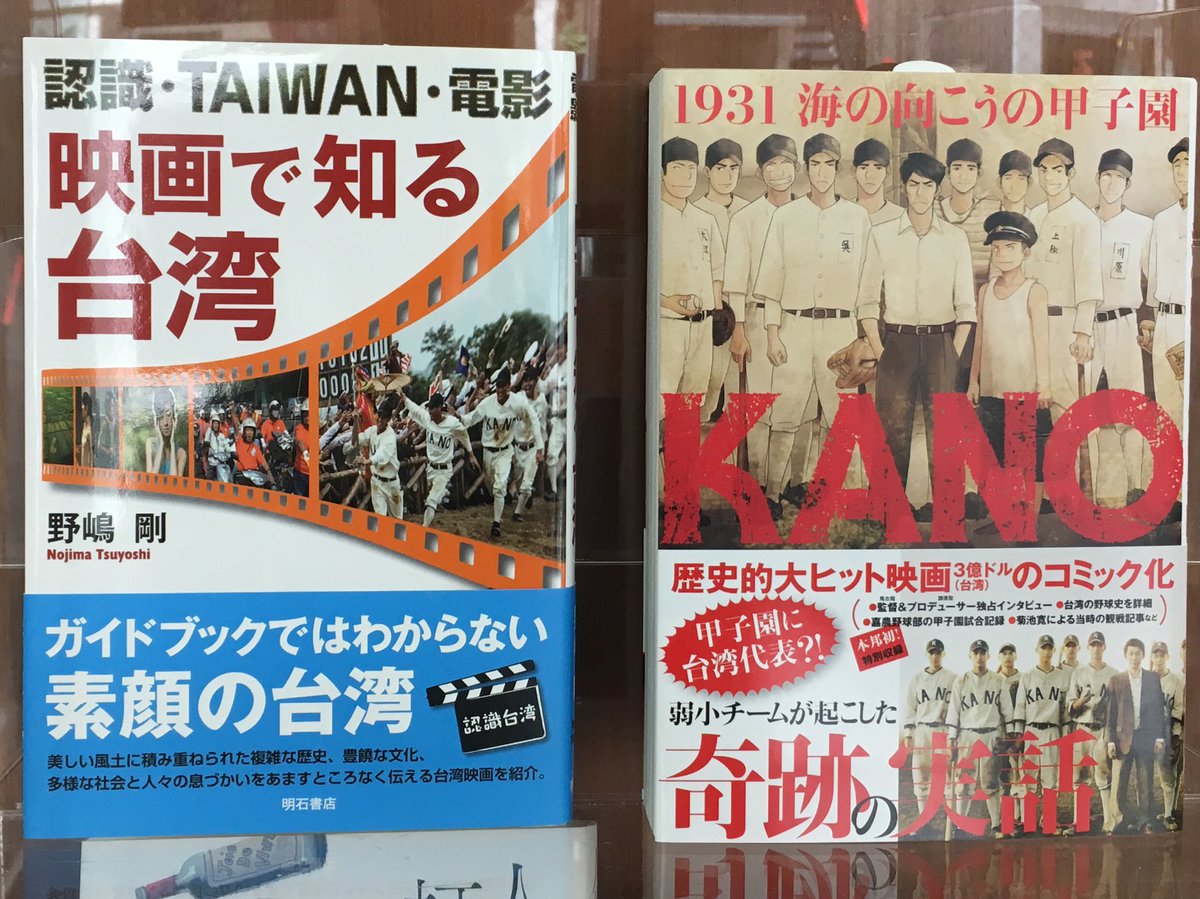 認識・TAIWAN・電影
映画で知る
台湾
KANO
野嶋 剛
Nojima Tsuyoshi
ガイドブックではわからない
素顔の台湾
認識台湾
美しい風土に積み重ねられた複雑な歴史、豊饒な文化、
多様な社会と人々の息づかいをあますところなく伝える台湾映画を紹介。
明石書店
1931 海の向こうの甲子園
呉
上松
川原
KANO
歴史的大ヒット映画3億ドル(台湾)のコミック化
●監督&プロデューサー独占インタビュー ●台湾の野球史を詳細
●嘉農野球部の甲子園試合記録 ●菊池寛による当時の観戦記事など
甲子園に
台湾代表?!
本邦初!
特別収録
KANO
弱小チームが起こした
奇跡の実話